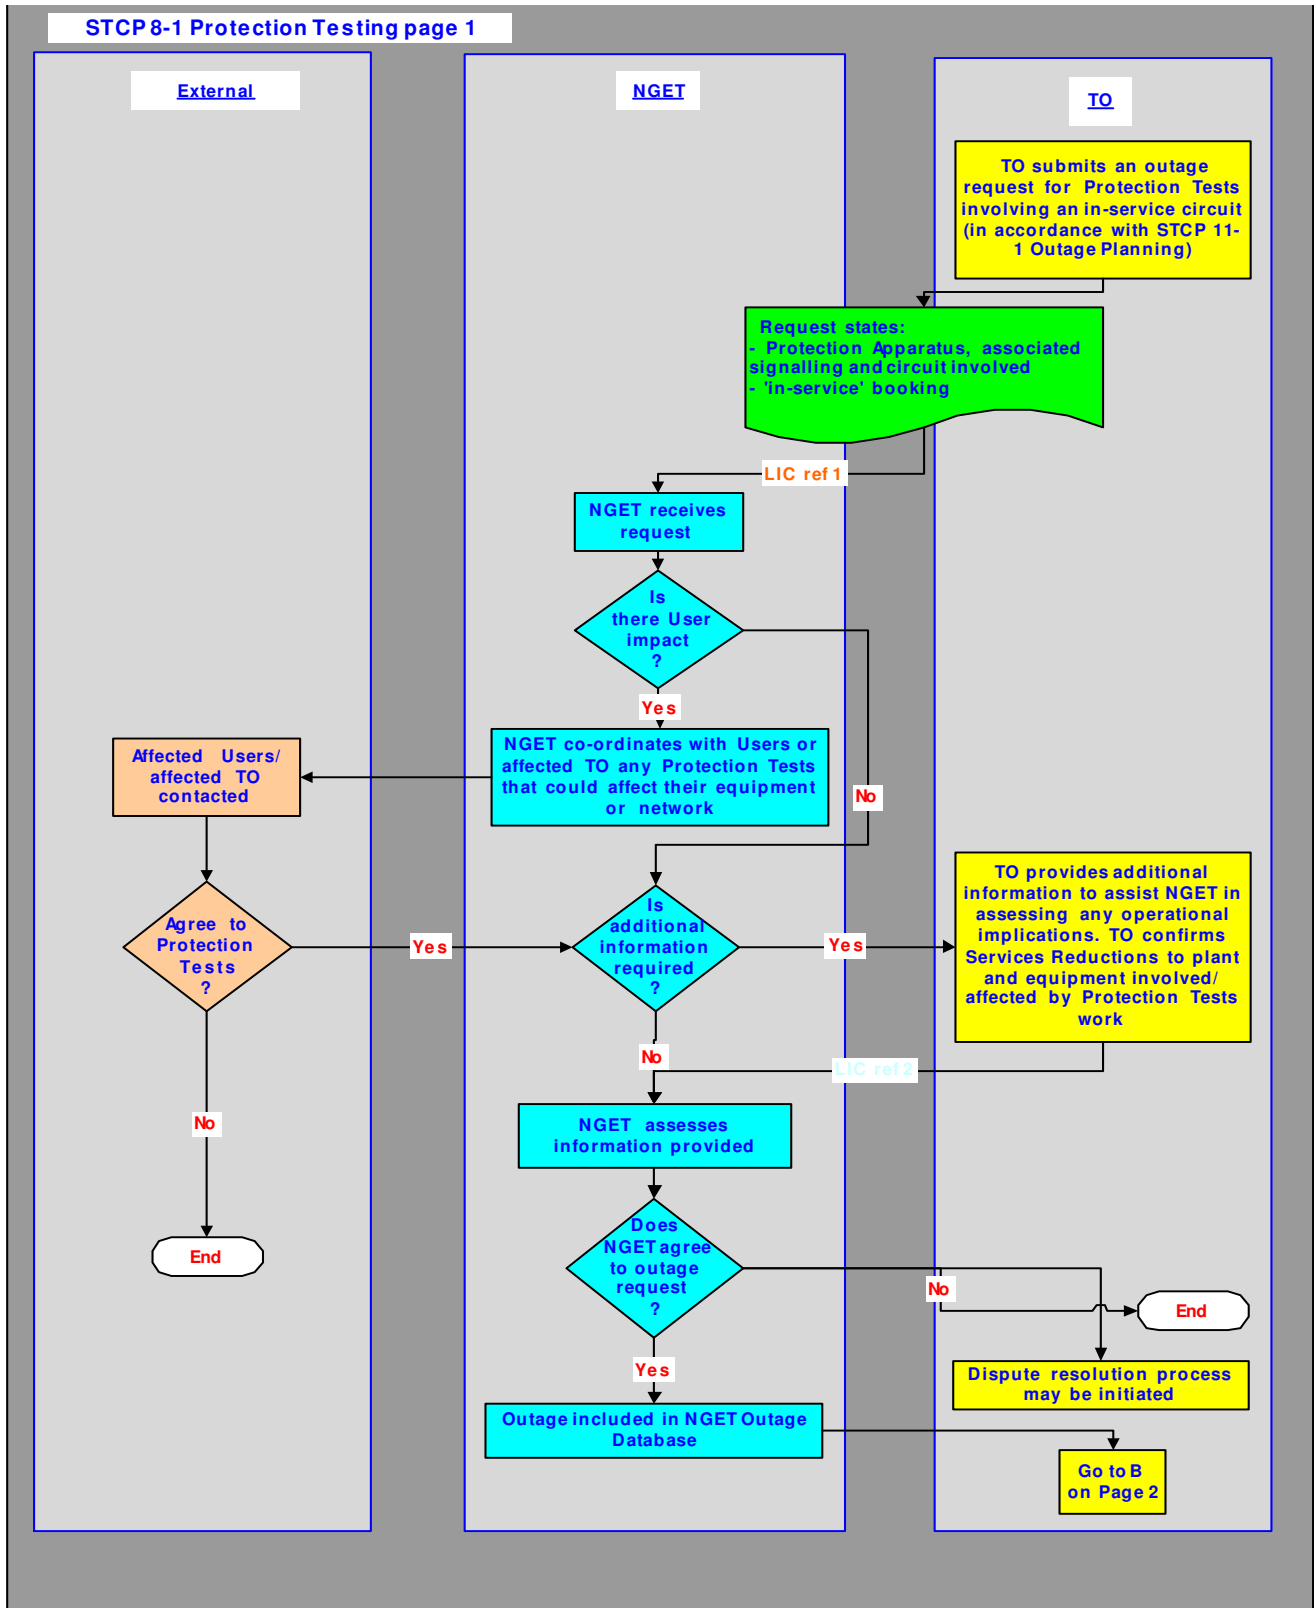 STCP 8-1 Protection Testing page 1
External
NGET
TO
TO submits an outage
request for Protection Tests
involving an in-service circuit
(in accordance with STCP 11-
1 Outage Planning)
Request states:
- Protection Apparatus, associated
signalling and circuit involved
- 'in-service' booking
LIC ref 1
NGET receives
request
Is
there User
impact
?
Yes
No
NGET co-ordinates with Users or
affected TO any Protection Tests
that could affect their equipment
or network
Affected Users/
affected TO
contacted
Agree to
Protection
Tests
?
Yes
No
End
Is
additional
information
required
?
Yes
No
TO provides additional
information to assist NGET in
assessing any operational
implications. TO confirms
Services Reductions to plant
and equipment involved/
affected by Protection Tests
work
LIC ref 2
NGET assesses
information provided
Does
NGET agree
to outage
request
?
No
End
Dispute resolution process
may be initiated
Yes
Outage included in NGET Outage
Database
Go to B
on Page 2